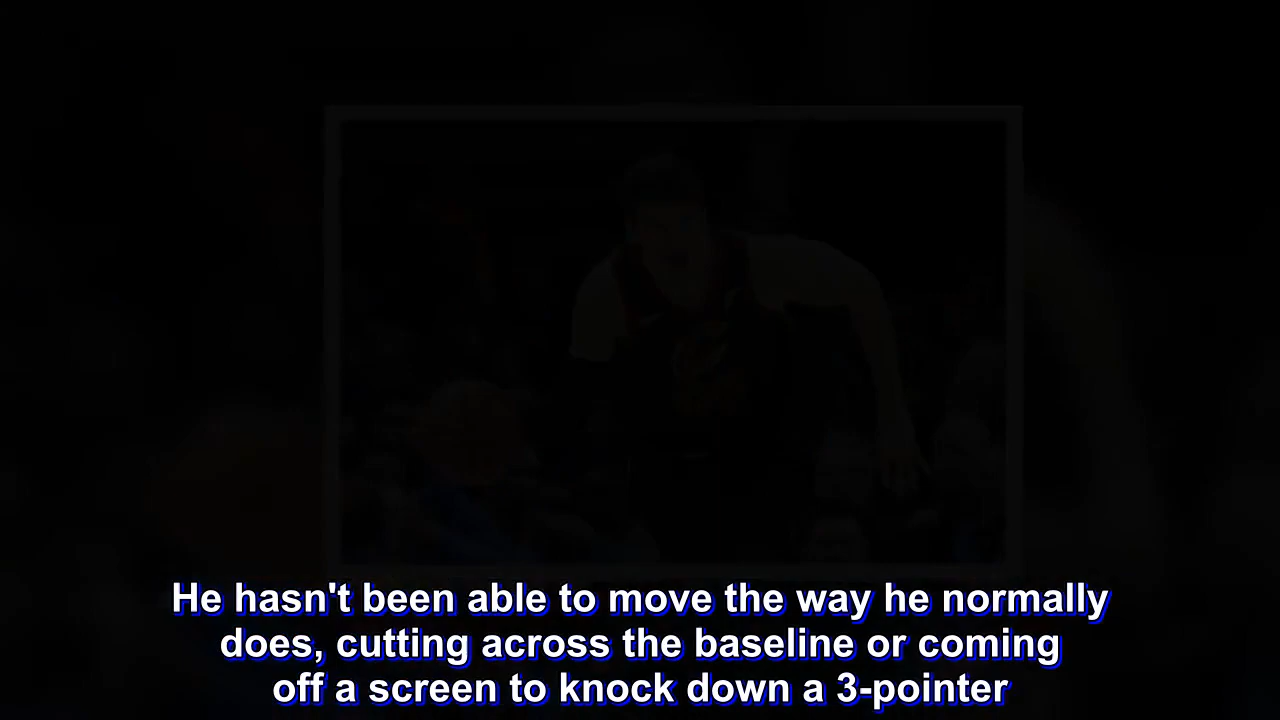 He hasn't been able to move the way he normally
does, cutting across the baseline or coming
off a screen to knock down a 3-pointer